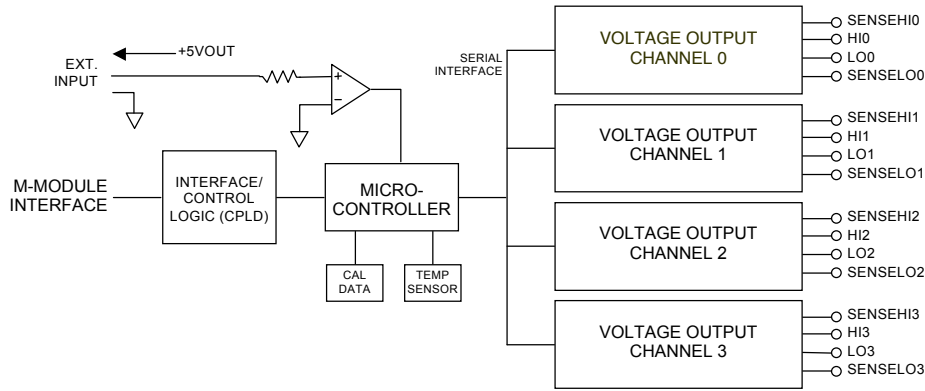 +5VOUT
EXT.
INPUT
+
−
M-MODULE
INTERFACE
INTERFACE/
CONTROL
LOGIC (CPLD)
MICRO-
CONTROLLER
CAL
DATA
TEMP
SENSOR
SERIAL
INTERFACE
VOLTAGE OUTPUT
CHANNEL 0
SENSEHI0
HI0
LO0
SENSELO0
VOLTAGE OUTPUT
CHANNEL 1
SENSEHI1
HI1
LO1
SENSELO1
VOLTAGE OUTPUT
CHANNEL 2
SENSEHI2
HI2
LO2
SENSELO2
VOLTAGE OUTPUT
CHANNEL 3
SENSEHI3
HI3
LO3
SENSELO3